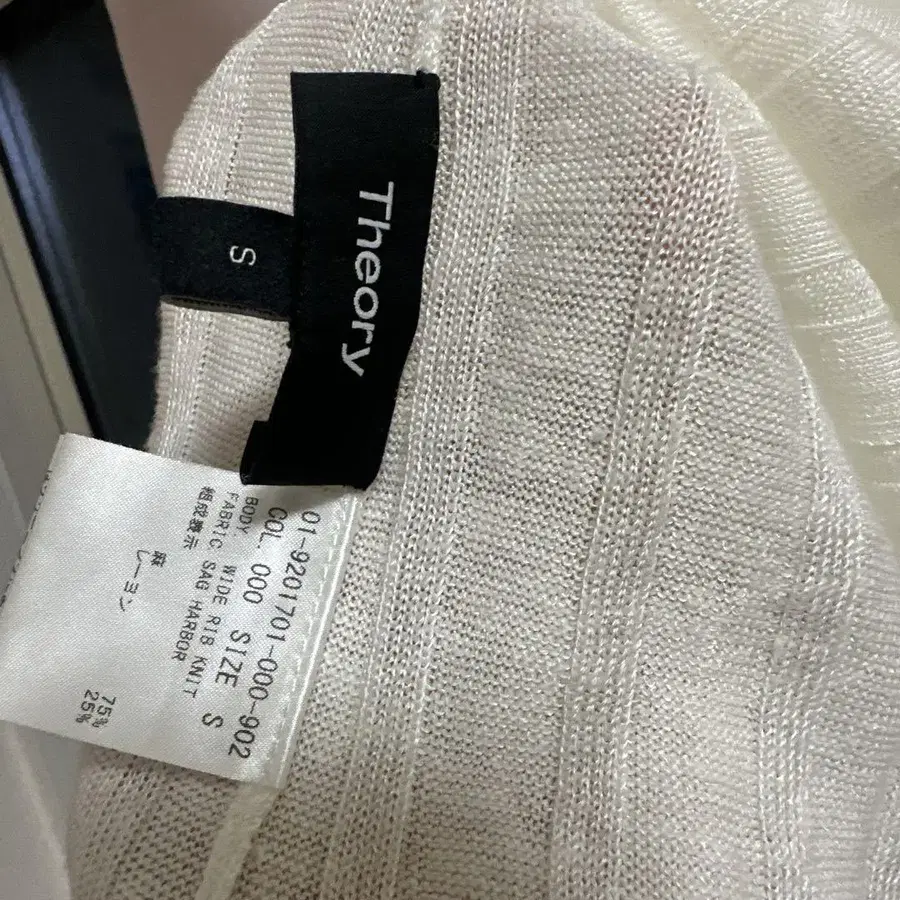 Theory
S
01-9201701-000-902
COL. 000 SIZE S
BODY. WIDE RIB KNIT
FABRIC. SAG HARBOR
組成表示
麻 75%
レーヨン 25%